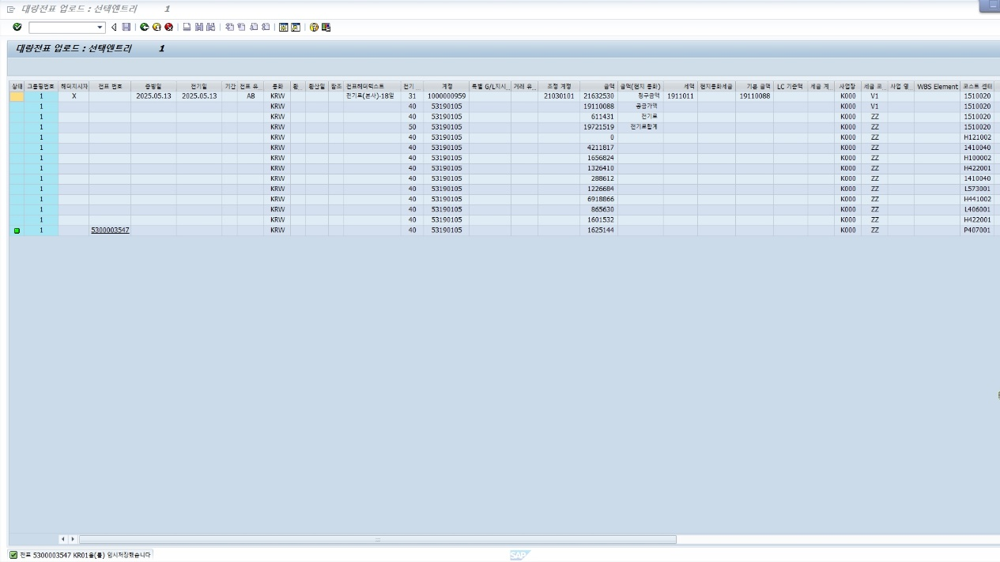 대량전표 업로드 : 선택엔트리 1
대량전표 업로드 : 선택엔트리 1
상태 그룹핑번호 헤더지시자 전표 번호 증빙일 전기일 기간 전표 유.. 통화 환.. 환산일 참조 전표헤더텍스트 전기.. 계정 특별 G/L지시.. 거래 유.. 조정 계정 금액 금액(현지 통화) 세액 현지통화세금 기본 금액 LC 기준액 세금 계.. 사업장 세금 코.. 사업 영.. WBS Element 코스트 센터
1 X 2025.05.13 2025.05.13 AB KRW 전기료(본사)-18일 31 1000000959 21030101 21632530 청구금액 1911011 19110088 K000 V1 1510020
1 KRW 40 53190105 19110088 공급가액 K000 V1 1510020
1 KRW 40 53190105 611431 전기료 K000 ZZ 1510020
1 KRW 50 53190105 19721519 전기료합계 K000 ZZ 1510020
1 KRW 40 53190105 0 K000 ZZ H121002
1 KRW 40 53190105 4211817 K000 ZZ 1410040
1 KRW 40 53190105 1656824 K000 ZZ H100002
1 KRW 40 53190105 1326410 K000 ZZ H422001
1 KRW 40 53190105 288612 K000 ZZ 1410040
1 KRW 40 53190105 1226684 K000 ZZ L573001
1 KRW 40 53190105 6918866 K000 ZZ H441002
1 KRW 40 53190105 865630 K000 ZZ L406001
1 KRW 40 53190105 1601532 K000 ZZ H422001
1 5300003547 KRW 40 53190105 1625144 K000 ZZ P407001
전표 5300003547 KR01을(를) 임시저장했습니다
SAP